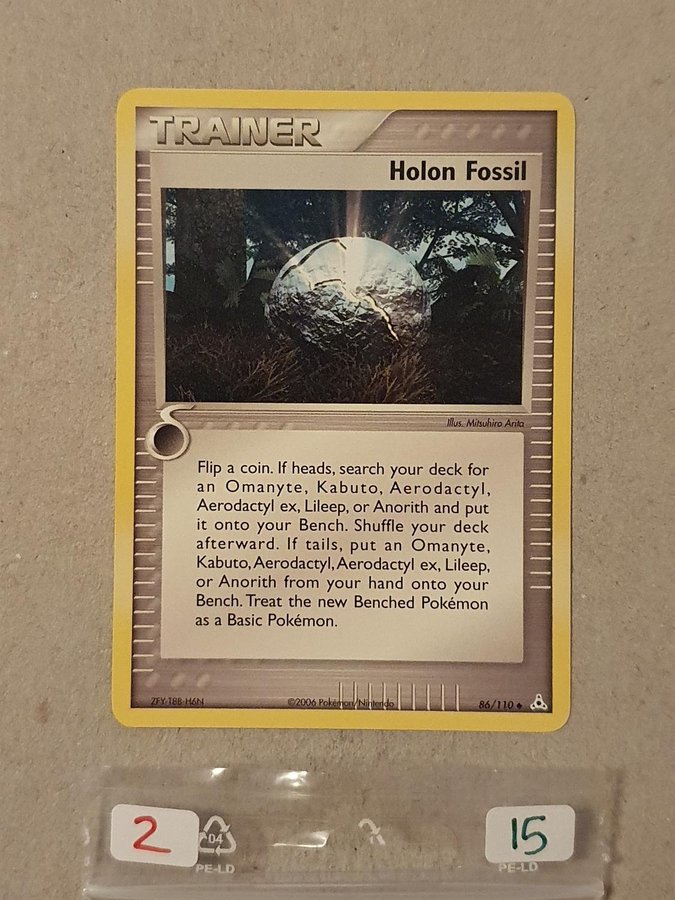 TRAINER
Holon Fossil
Illus. Mitsuhiro Arita
Flip a coin. If heads, search your deck for
an Omanyte, Kabuto, Aerodactyl,
Aerodactyl ex, Lileep, or Anorith and put
it onto your Bench. Shuffle your deck
afterward. If tails, put an Omanyte,
Kabuto, Aerodactyl, Aerodactyl ex, Lileep,
or Anorith from your hand onto your
Bench. Treat the new Benched Pokémon
as a Basic Pokémon.
ZFY-T8B-H6N ©2006 Pokémon/Nintendo 86/110
2 04 15
PE-LD PE-LD